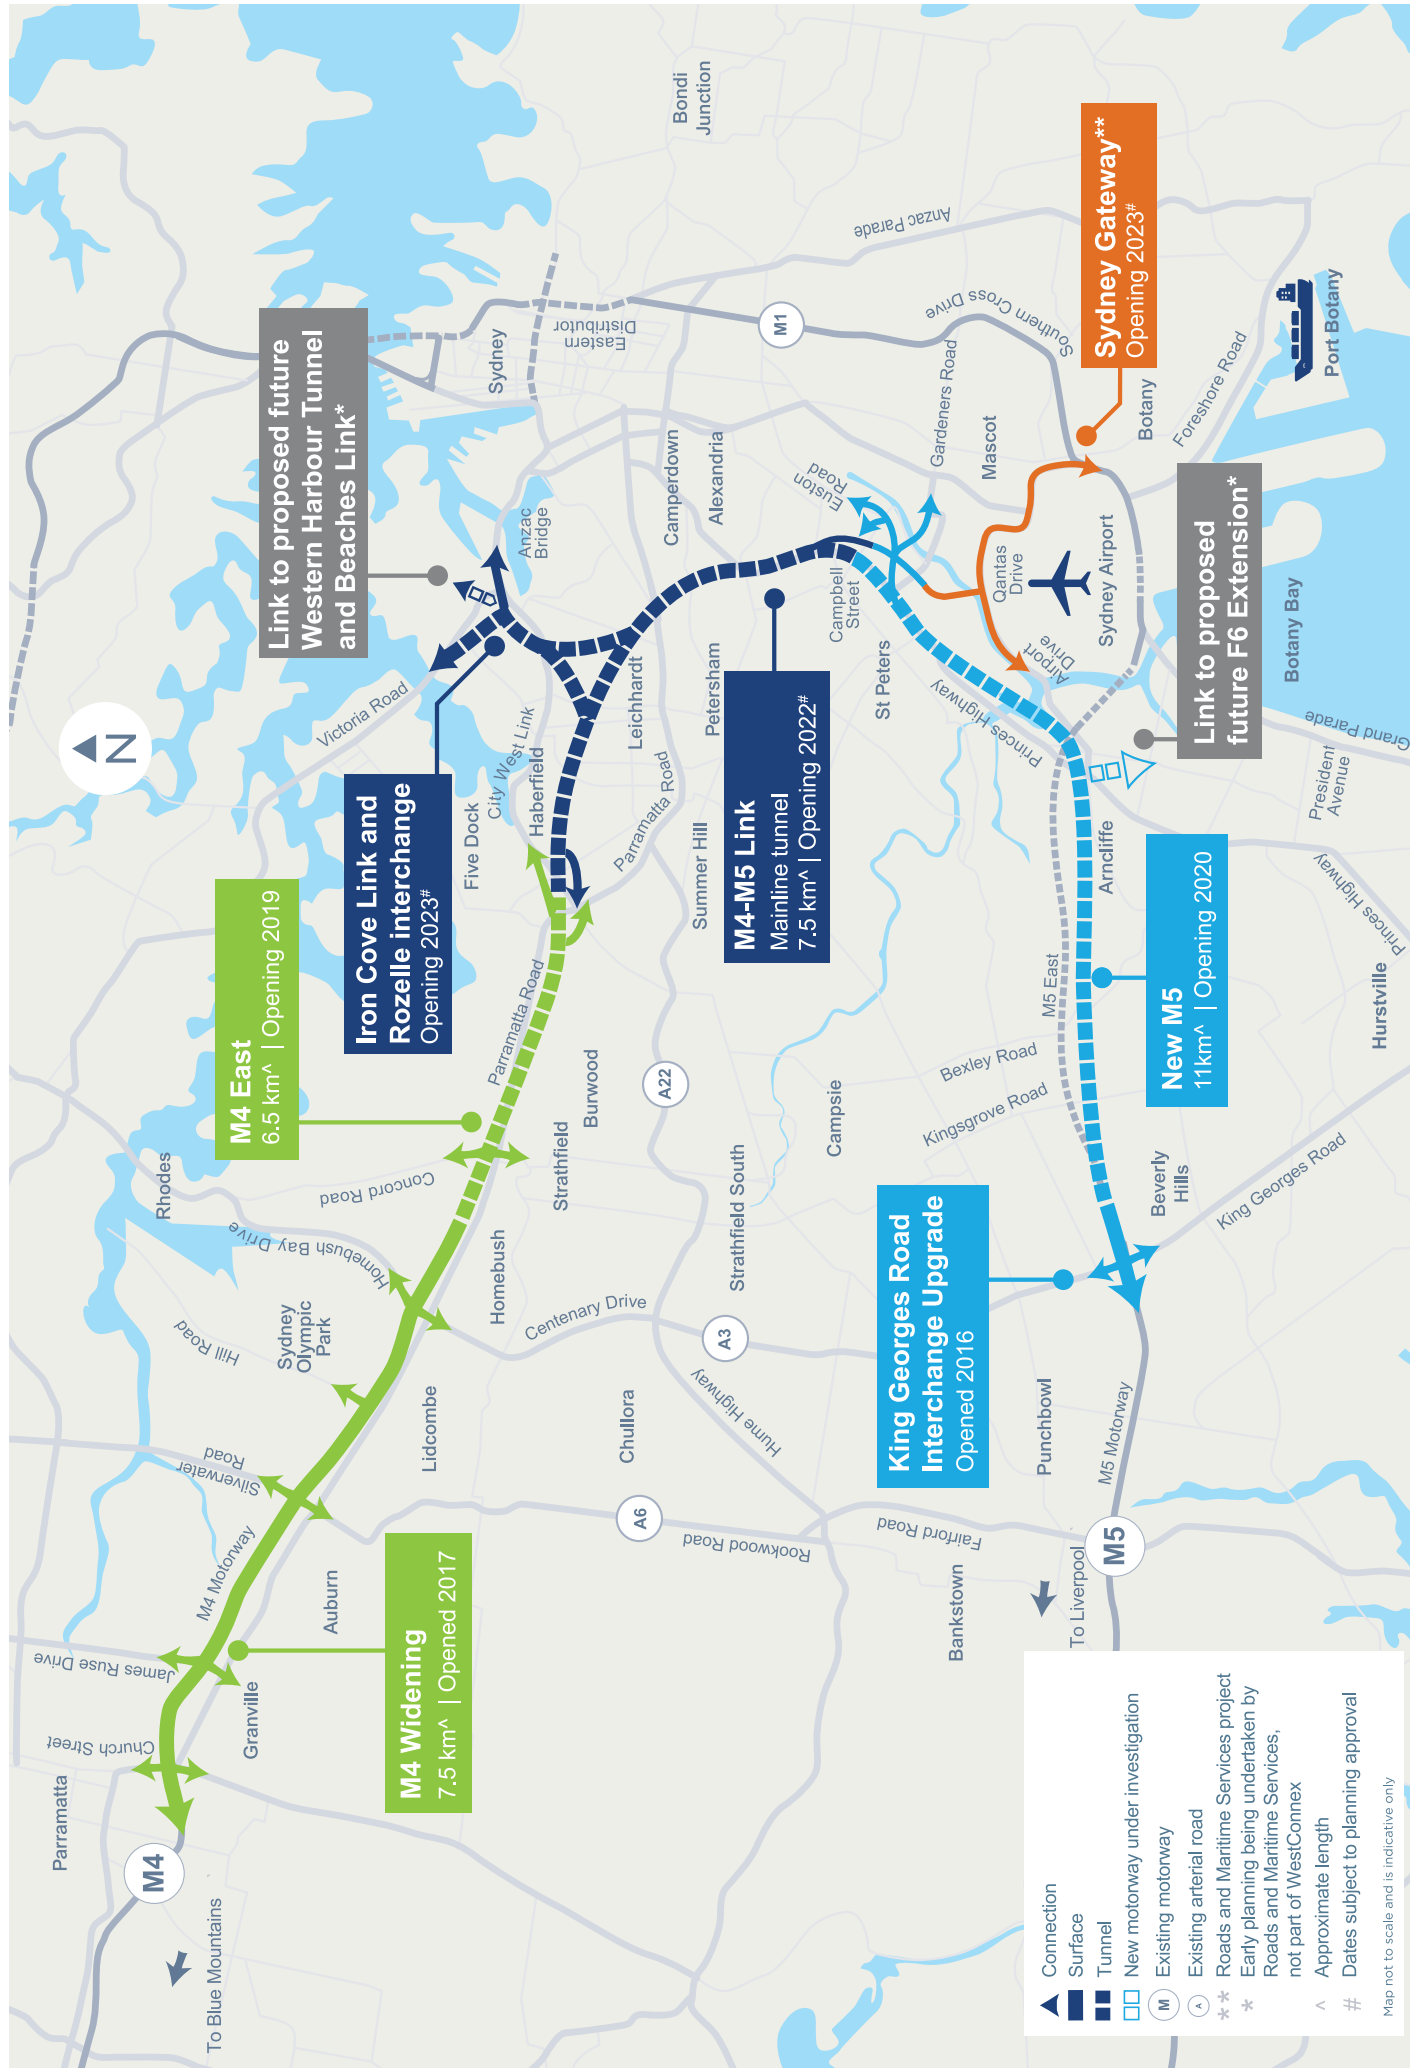 Parramatta
M4
To Blue Mountains
Church Street
James Ruse Drive
Granville
M4 Motorway
Auburn
M4 Widening
7.5 km^ | Opened 2017
Silverwater
Road
Hill Road
Sydney
Olympic
Park
Lidcombe
Homebush Bay Drive
Homebush
Rhodes
Concord Road
M4 East
6.5 km^ | Opening 2019
Strathfield
Burwood
Parramatta Road
Iron Cove Link and
Rozelle interchange
Opening 2023#
Five Dock
City West Link
Haberfield
Victoria Road
N
Link to proposed future
Western Harbour Tunnel
and Beaches Link*
Anzac
Bridge
Sydney
Eastern
Distributor
Bondi
Junction
Anzac Parade
M1
Southern Cross Drive
Camperdown
Alexandria
Leichhardt
Petersham
Parramatta Road
Summer Hill
M4-M5 Link
Mainline tunnel
7.5 km^ | Opening 2022#
A22
Centenary Drive
Strathfield South
A3
Chullora
Hume Highway
A6
Rookwood Road
Fairford Road
Campsie
Euston
Road
Campbell
Street
St Peters
Gardeners Road
Mascot
Princes Highway
Qantas
Drive
Airport
Drive
Sydney Airport
Sydney Gateway**
Opening 2023#
Botany
Foreshore Road
Port Botany
Link to proposed
future F6 Extension*
Botany Bay
Grand Parade
President
Avenue
Princes Highway
Hurstville
Arncliffe
M5 East
New M5
11km^ | Opening 2020
Bexley Road
Kingsgrove Road
Beverly
Hills
King Georges Road
King Georges Road
Interchange Upgrade
Opened 2016
Punchbowl
M5 Motorway
M5
Bankstown
To Liverpool
Connection
Surface
Tunnel
New motorway under investigation
M Existing motorway
A Existing arterial road
** Roads and Maritime Services project
* Early planning being undertaken by
Roads and Maritime Services,
not part of WestConnex
^ Approximate length
# Dates subject to planning approval
Map not to scale and is indicative only